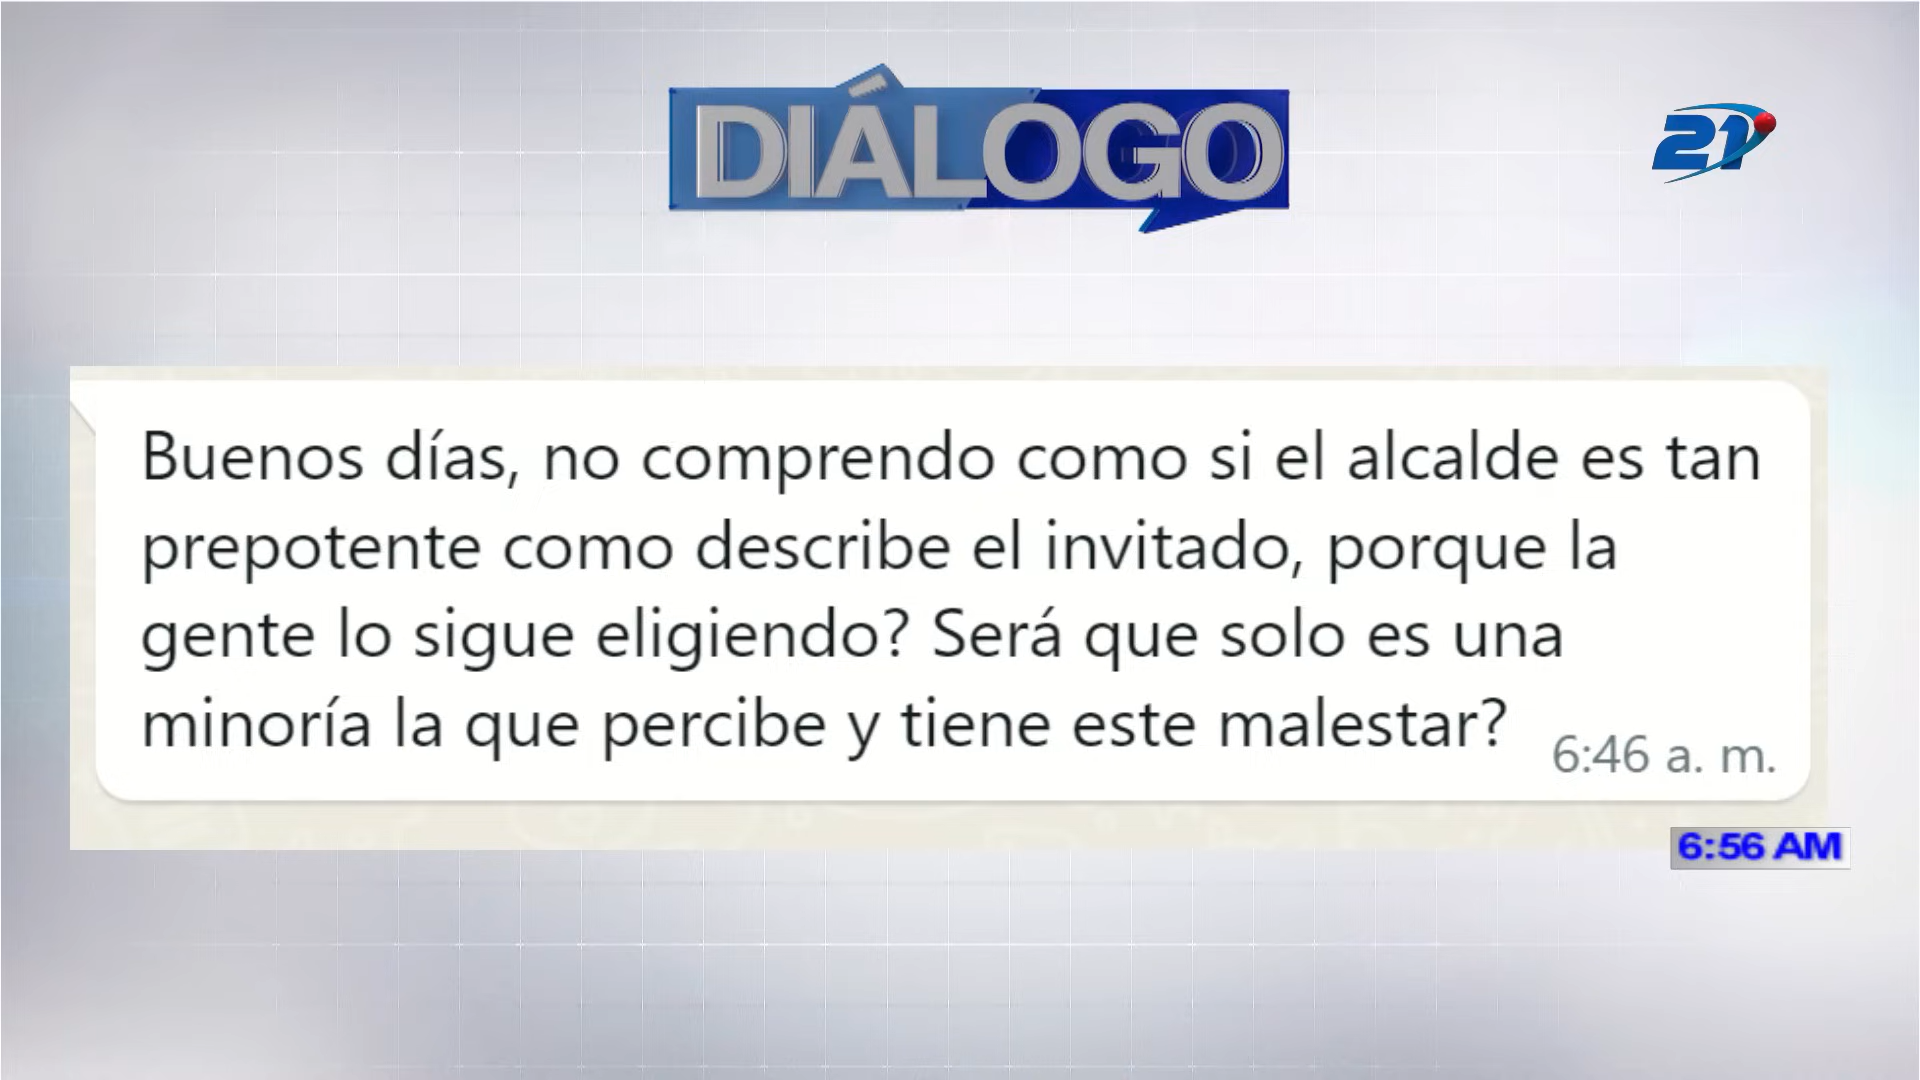 DIÁLOGO
21
Buenos días, no comprendo como si el alcalde es tan
prepotente como describe el invitado, porque la
gente lo sigue eligiendo? Será que solo es una
minoría la que percibe y tiene este malestar?
6:46 a. m.
6:56 AM